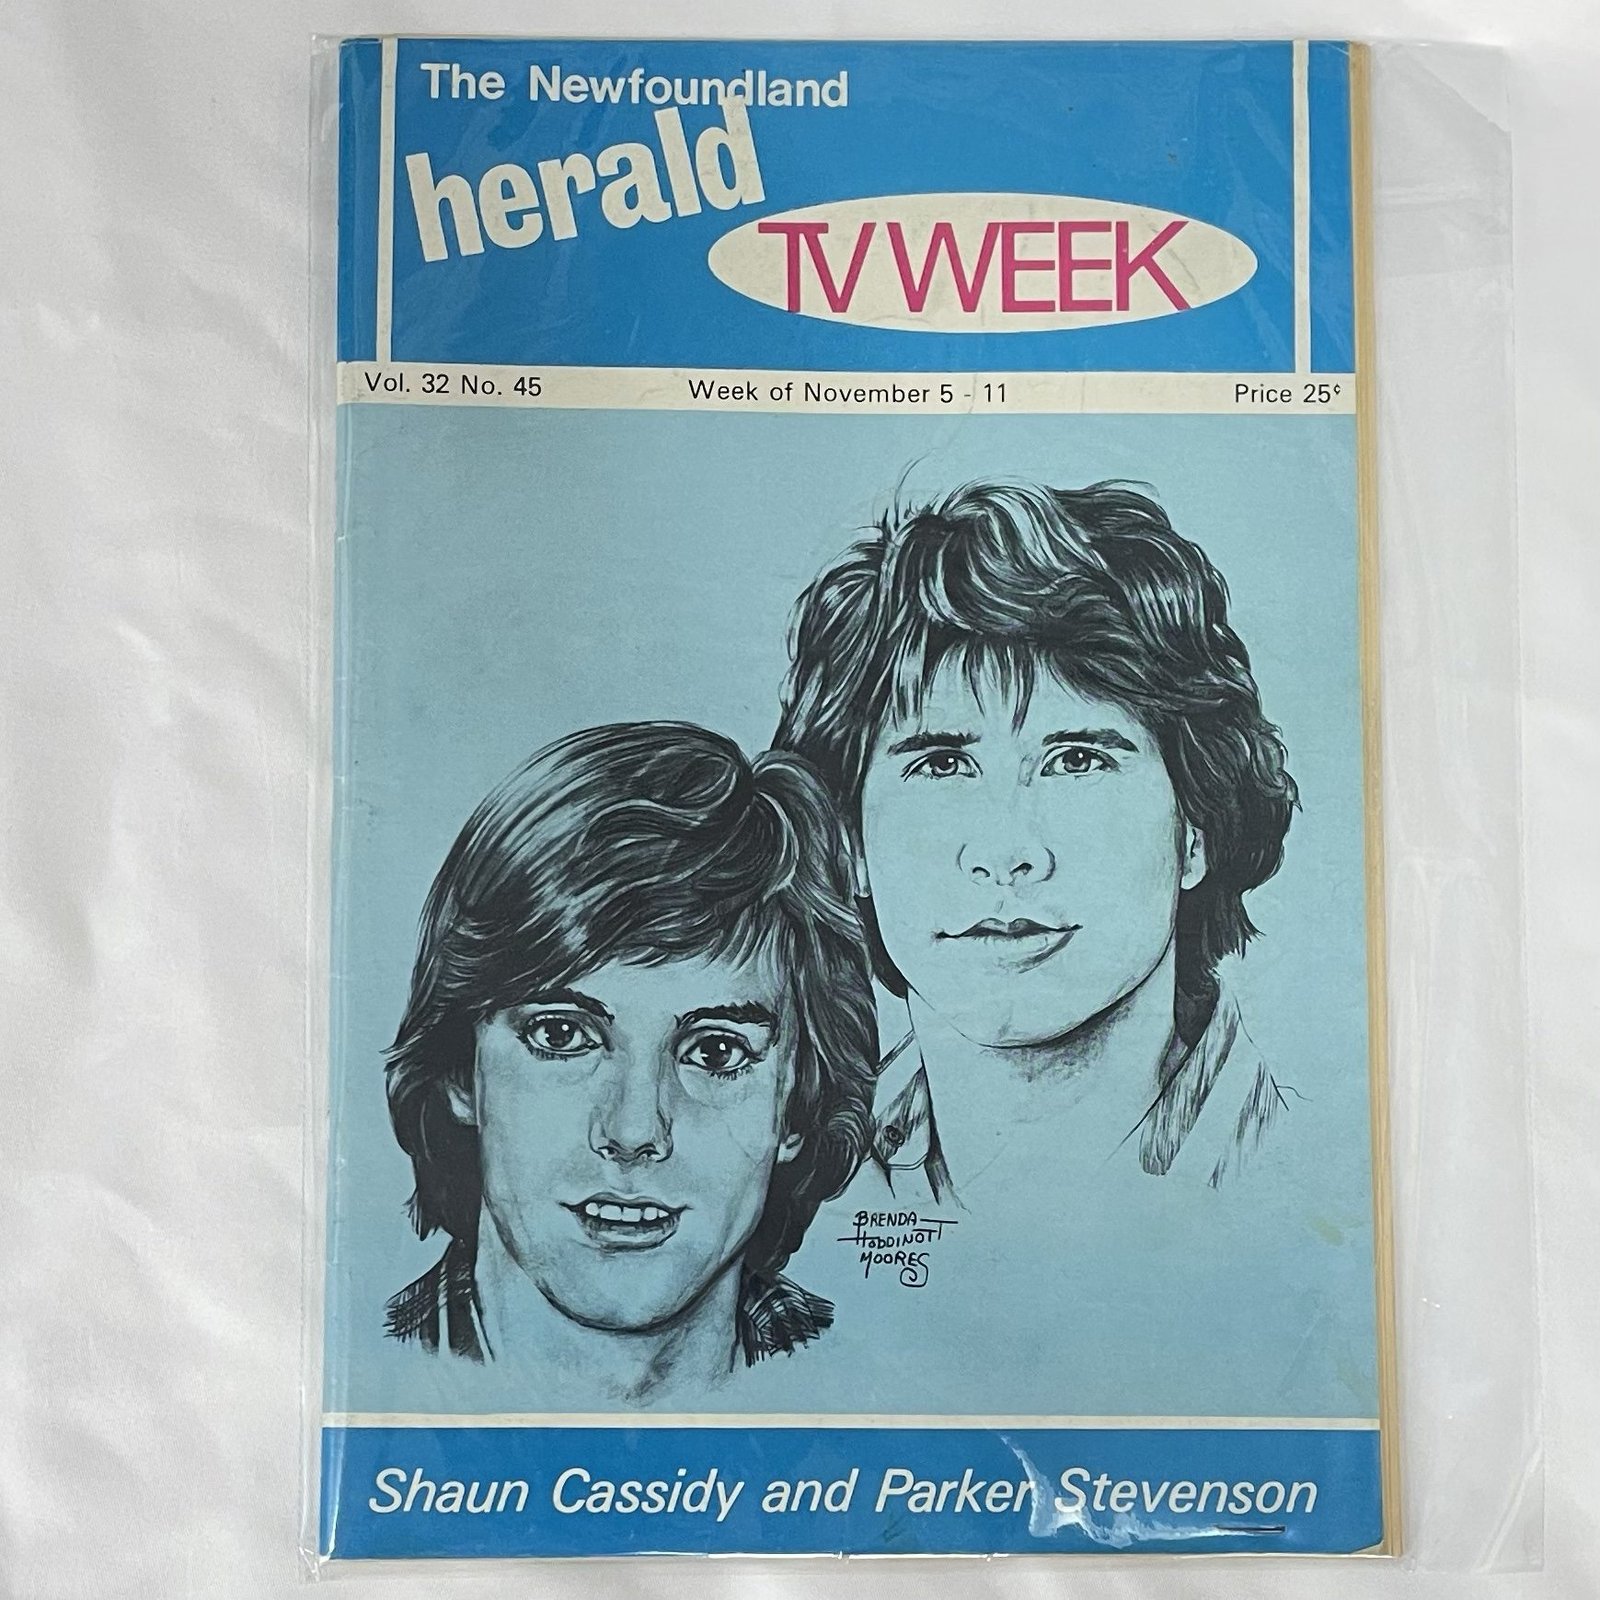 The Newfoundland
herald
TV WEEK
Vol. 32 No. 45 Week of November 5 - 11 Price 25¢
BRENDA
HODDINOTT
MOORES
Shaun Cassidy and Parker Stevenson